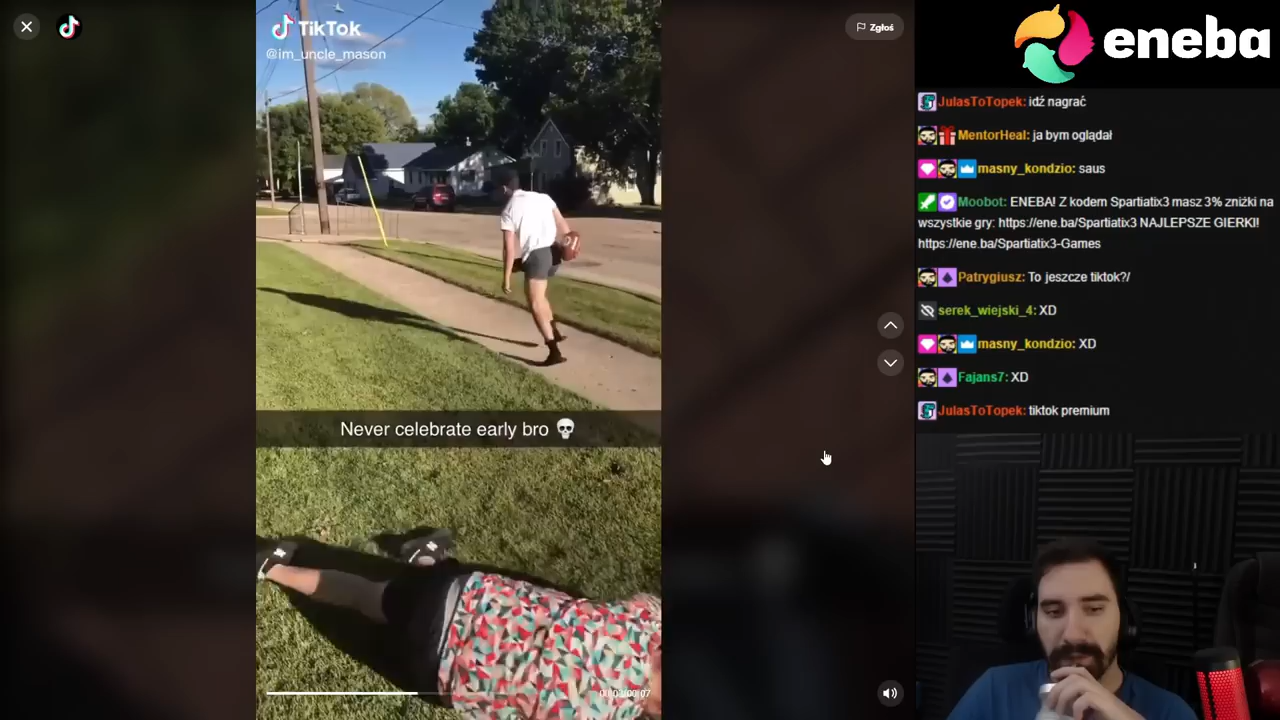 TikTok
@im_uncle_mason
Zgłoś
Never celebrate early bro 💀
eneba
JulasToTopek: idź nagrać
MentorHeal: ja bym oglądał
masny_kondzio: saus
Moobot: ENEBA! Z kodem Spartiatix3 masz 3% zniżki na
wszystkie gry: https://ene.ba/Spartiatix3 NAJLEPSZE GIERKI!
https://ene.ba/Spartiatix3-Games
Patrygiusz: To jeszcze tiktok?/
serek_wiejski_4: XD
masny_kondzio: XD
Fajans7: XD
JulasToTopek: tiktok premium